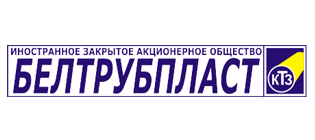 ИНОСТРАННОЕ ЗАКРЫТОЕ АКЦИОНЕРНОЕ ОБЩЕСТВО
БЕЛТРУБПЛАСТ
КТЗ